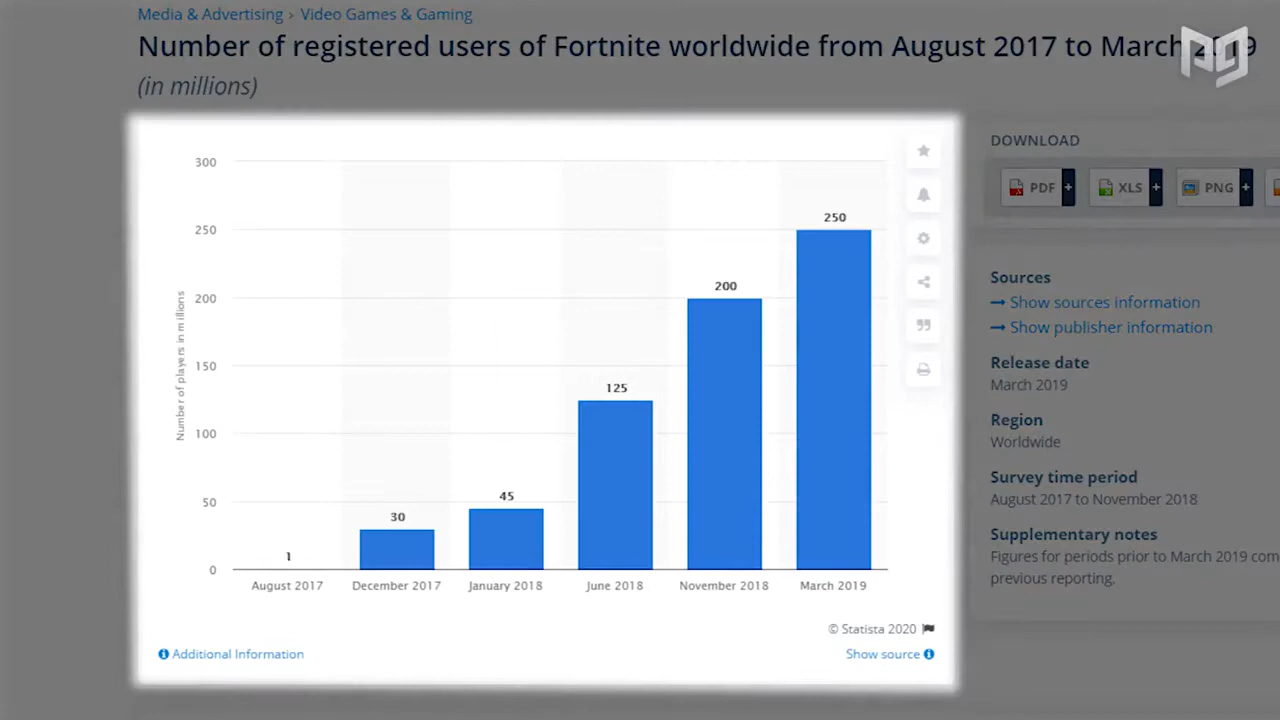 Media & Advertising › Video Games & Gaming
Number of registered users of Fortnite worldwide from August 2017 to March 2019
(in millions)
DOWNLOAD
PDF +
XLS +
PNG +
300
250
200
150
100
50
0
Number of players in millions
1
30
45
125
200
250
August 2017
December 2017
January 2018
June 2018
November 2018
March 2019
© Statista 2020
Additional Information
Show source
Sources
Show sources information
Show publisher information
Release date
March 2019
Region
Worldwide
Survey time period
August 2017 to November 2018
Supplementary notes
Figures for periods prior to March 2019 com
previous reporting.